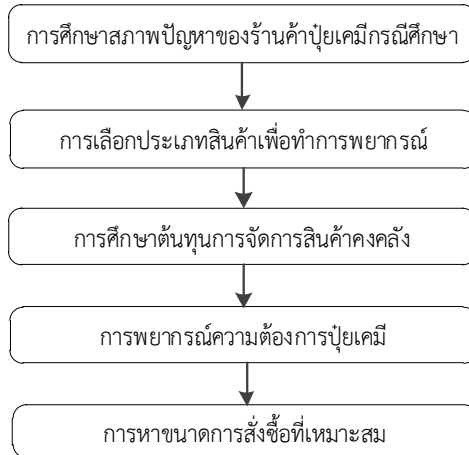 การศึกษาสภาพปัญหาของร้านค้าปุ๋ยเคมีกรณีศึกษา
การเลือกประเภทสินค้าเพื่อทำการพยากรณ์
การศึกษาต้นทุนการจัดการสินค้าคงคลัง
การพยากรณ์ความต้องการปุ๋ยเคมี
การหาขนาดการสั่งซื้อที่เหมาะสม